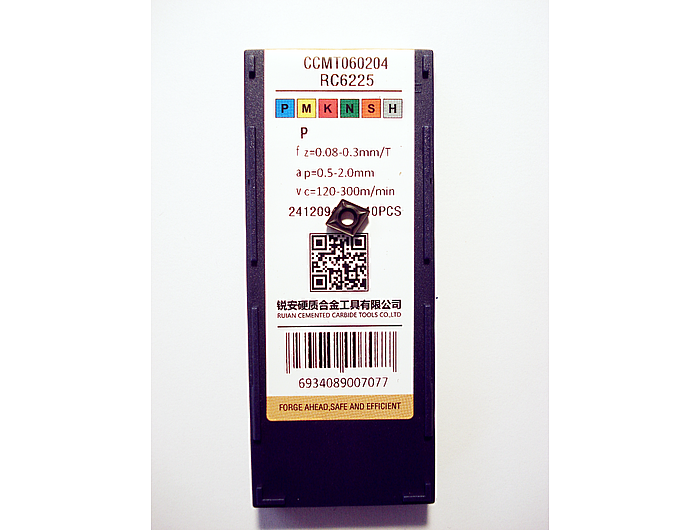 CCMT060204
RC6225
P M K N S H
P
f z=0.08-0.3mm/T
a p=0.5-2.0mm
v c=120-300m/min
10PCS
锐安硬质合金工具有限公司
RUIAN CEMENTED CARBIDE TOOLS CO.,LTD
6934089007077
FORGE AHEAD,SAFE AND EFFICIENT